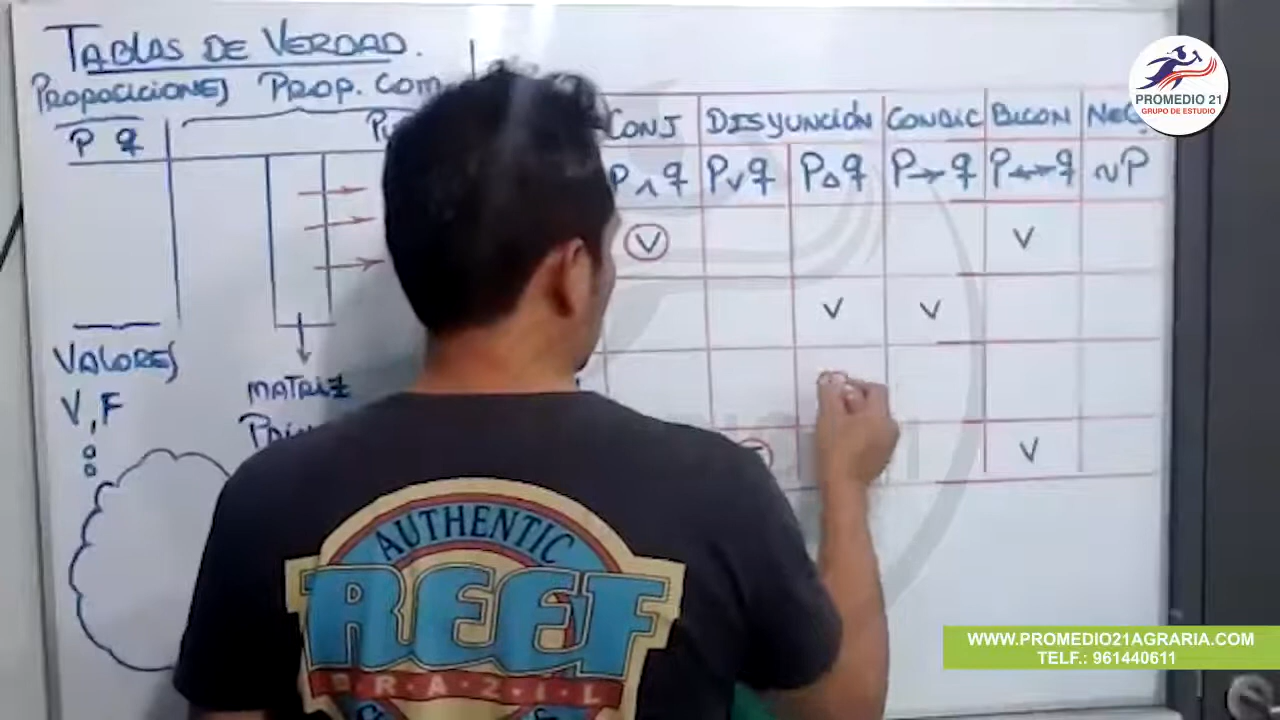 TABLAS DE VERDAD.
PROPOSICIONES PROP. COM
P q
VALORES
V, F
MATRIZ
CONJ DISYUNCIÓN CONDIC BICON
P ∧ q P ∨ q P △ q P → q P ↔ q ~P
V V
V V
V
AUTHENTIC
REEF
BRAZIL
PROMEDIO 21
GRUPO DE ESTUDIO
WWW.PROMEDIO21AGRARIA.COM
TELF.: 961440611